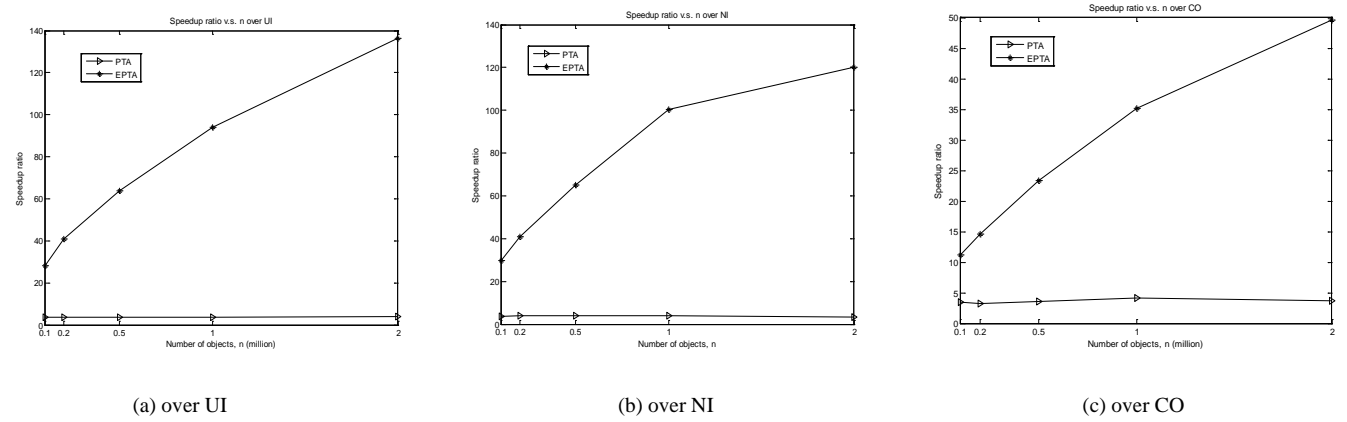 Speedup ratio v.s. n over UI
140
120
100
80
60
40
20
0
PTA
EPTA
Speedup ratio
0.1 0.2 0.5 1 2
Number of objects, n (million)
(a) over UI
Speedup ratio v.s. n over NI
140
120
100
80
60
40
20
0
PTA
EPTA
Speedup ratio
0.1 0.2 0.5 1 2
Number of objects, n
(b) over NI
Speedup ratio v.s. n over CO
50
45
40
35
30
25
20
15
10
5
0
PTA
EPTA
Speedup ratio
0.1 0.2 0.5 1 2
Number of objects, n (million)
(c) over CO